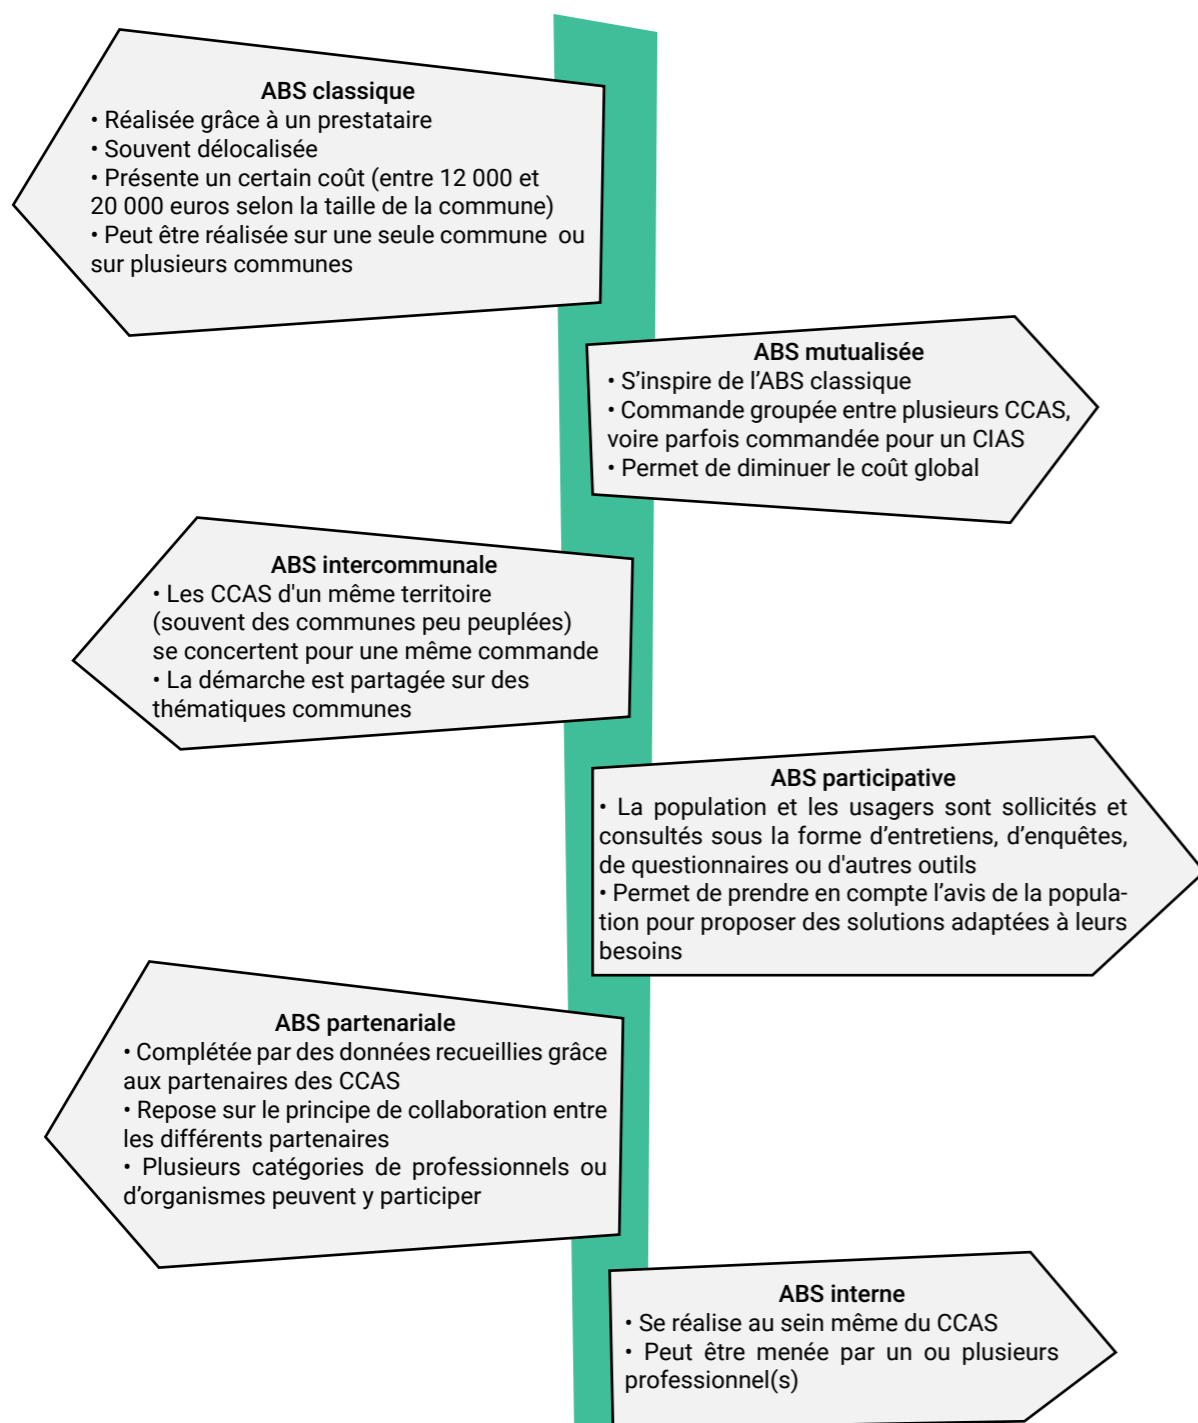 ABS classique
• Réalisée grâce à un prestataire
• Souvent délocalisée
• Présente un certain coût (entre 12 000 et
20 000 euros selon la taille de la commune)
• Peut être réalisée sur une seule commune ou
sur plusieurs communes
ABS mutualisée
• S’inspire de l’ABS classique
• Commande groupée entre plusieurs CCAS,
voire parfois commandée pour un CIAS
• Permet de diminuer le coût global
ABS intercommunale
• Les CCAS d'un même territoire
(souvent des communes peu peuplées)
se concertent pour une même commande
• La démarche est partagée sur des
thématiques communes
ABS participative
• La population et les usagers sont sollicités et
consultés sous la forme d’entretiens, d’enquêtes,
de questionnaires ou d'autres outils
• Permet de prendre en compte l’avis de la popula-
tion pour proposer des solutions adaptées à leurs
besoins
ABS partenariale
• Complétée par des données recueillies grâce
aux partenaires des CCAS
• Repose sur le principe de collaboration entre
les différents partenaires
• Plusieurs catégories de professionnels ou
d’organismes peuvent y participer
ABS interne
• Se réalise au sein même du CCAS
• Peut être menée par un ou plusieurs
professionnel(s)